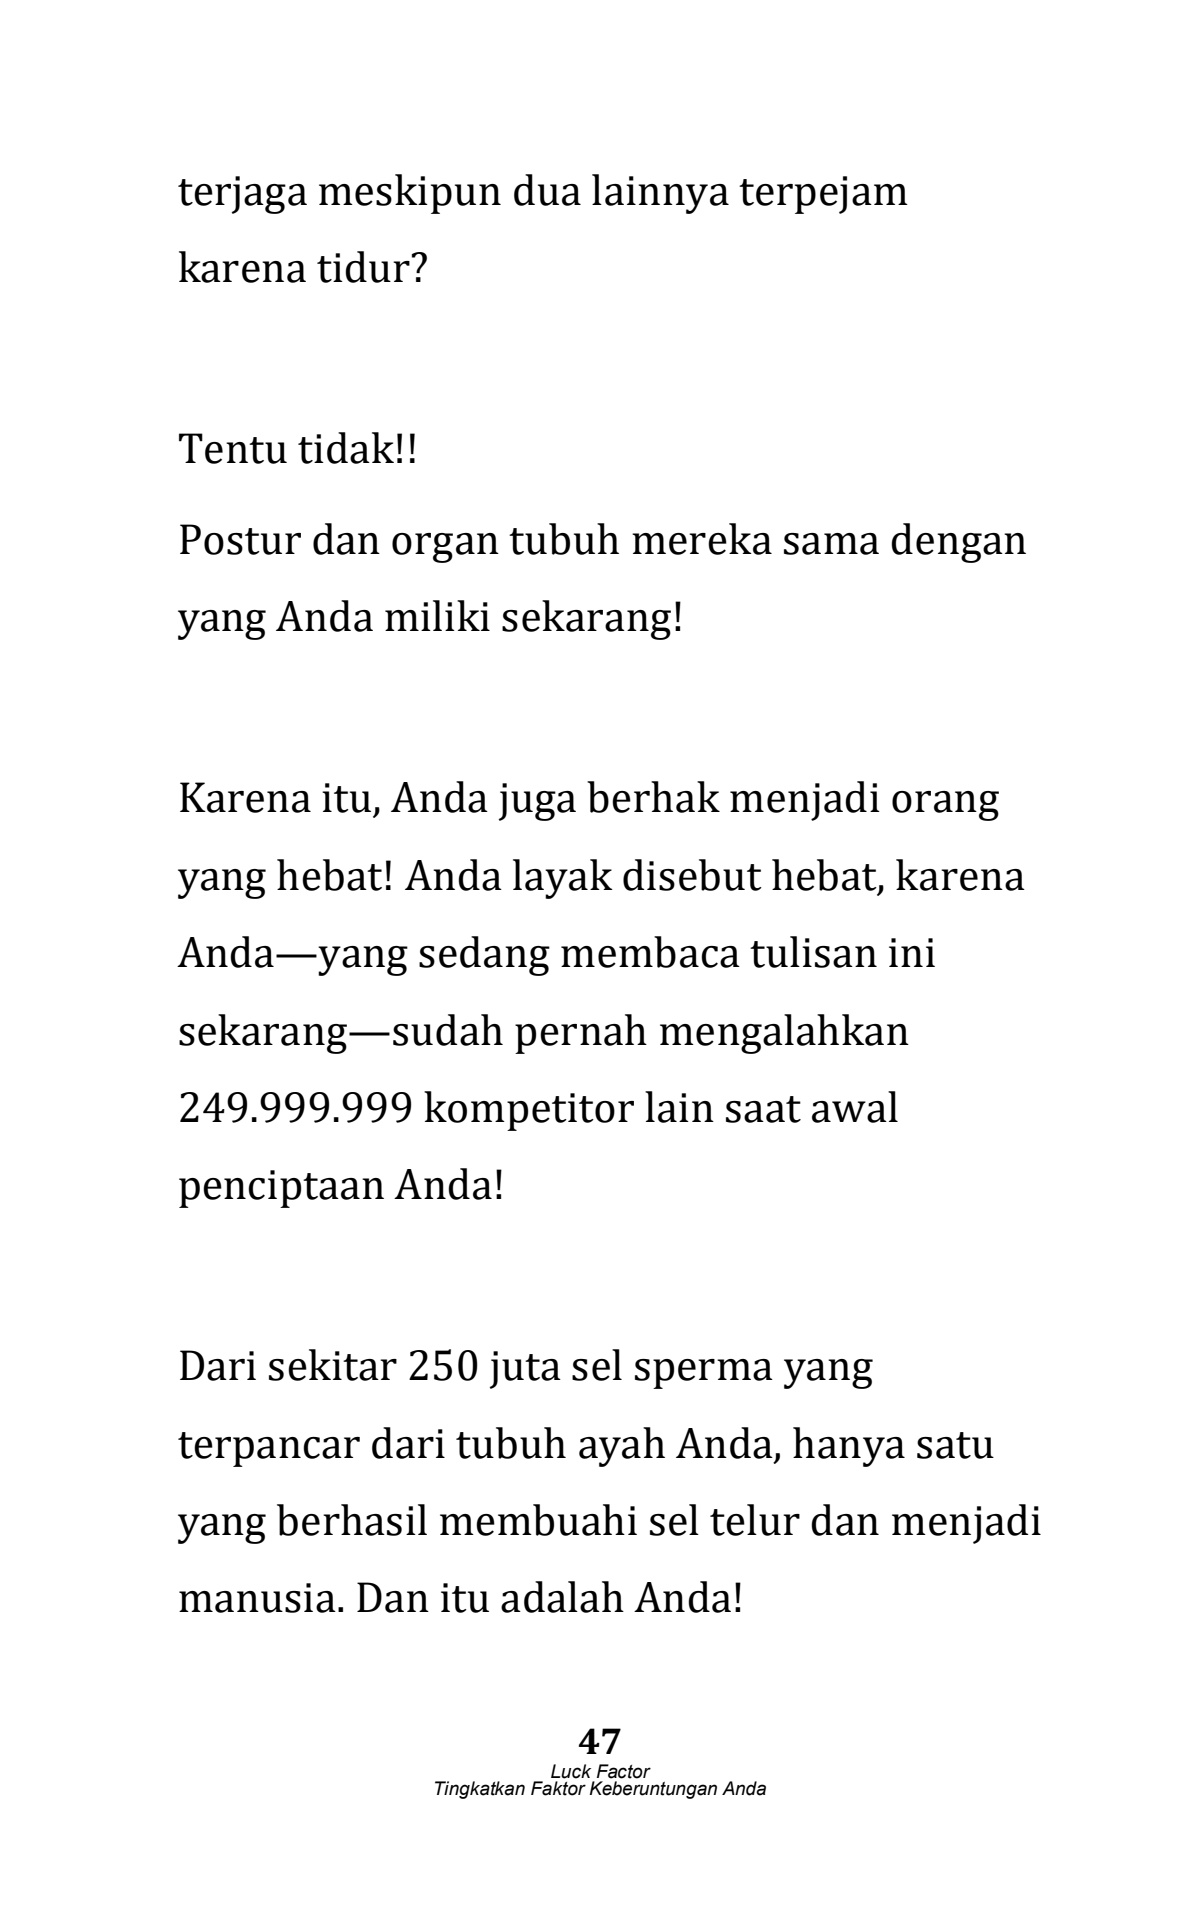 terjaga meskipun dua lainnya terpejam
karena tidur?
Tentu tidak!!
Postur dan organ tubuh mereka sama dengan
yang Anda miliki sekarang!
Karena itu, Anda juga berhak menjadi orang
yang hebat! Anda layak disebut hebat, karena
Anda—yang sedang membaca tulisan ini
sekarang—sudah pernah mengalahkan
249.999.999 kompetitor lain saat awal
penciptaan Anda!
Dari sekitar 250 juta sel sperma yang
terpancar dari tubuh ayah Anda, hanya satu
yang berhasil membuahi sel telur dan menjadi
manusia. Dan itu adalah Anda!
47
Luck Factor
Tingkatkan Faktor Keberuntungan Anda